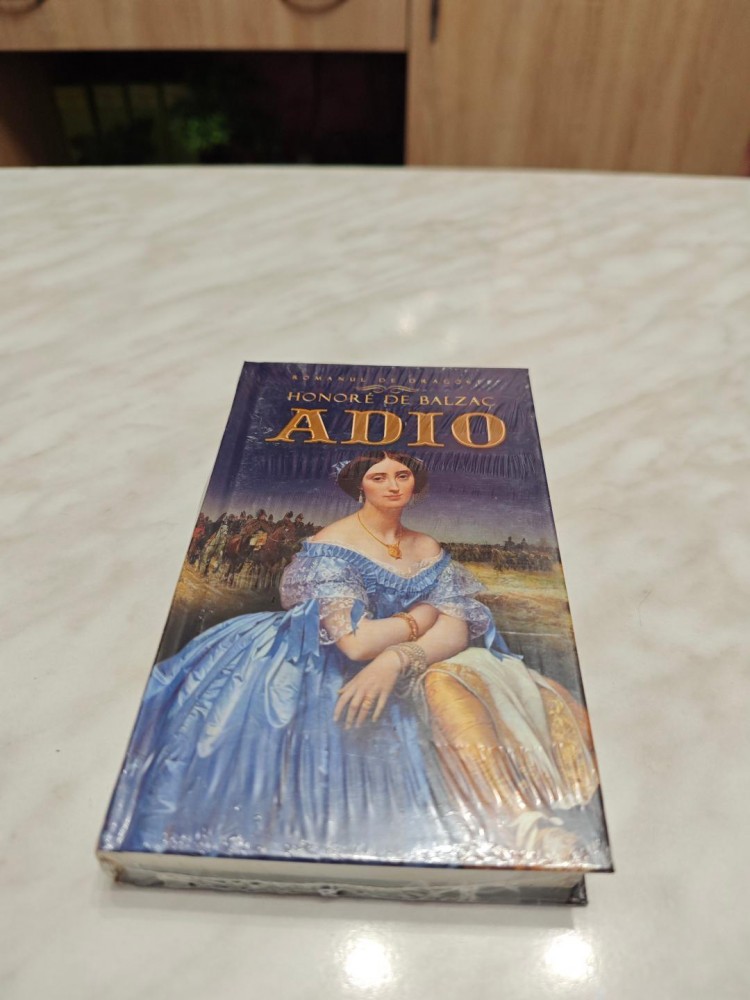 ROMANUL DE DRAGOSTE
HONORÉ DE BALZAC
ADIO